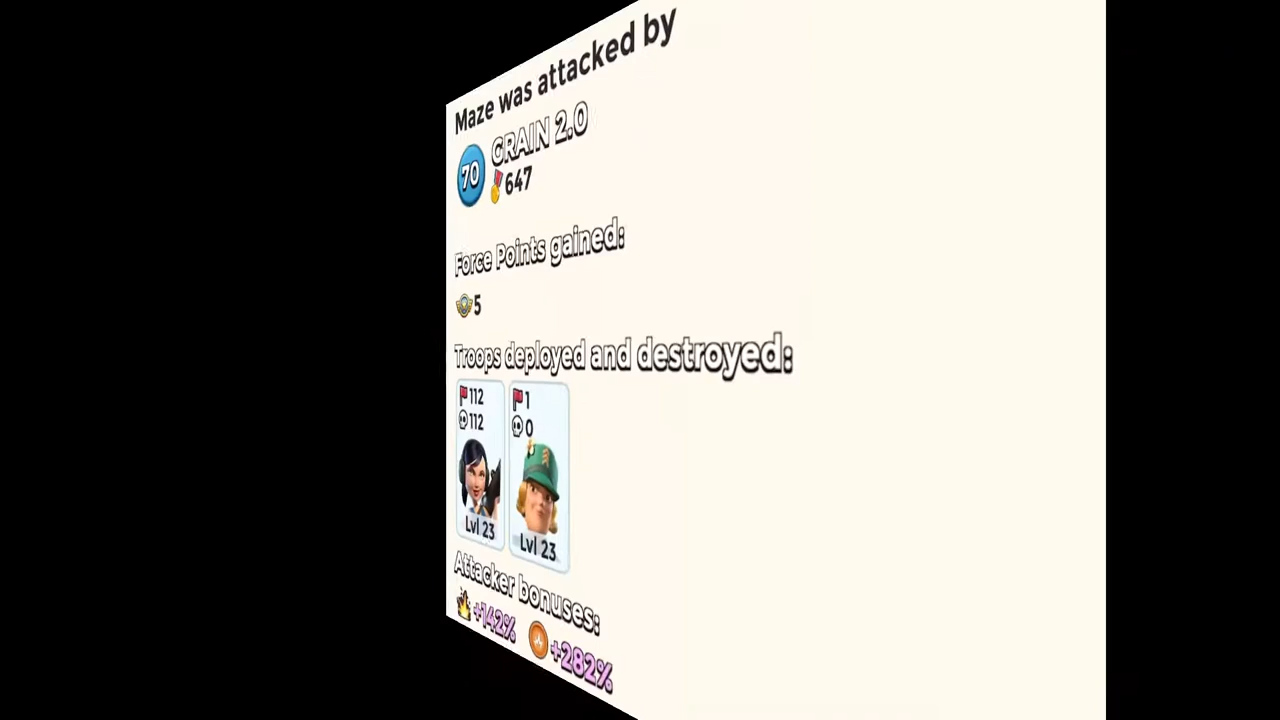 Maze was attacked by
70 GRAIN 2.0
647
Force Points gained:
5
Troops deployed and destroyed:
112 1
112 0
Lvl 23 Lvl 23
Attacker bonuses:
+142% +282%